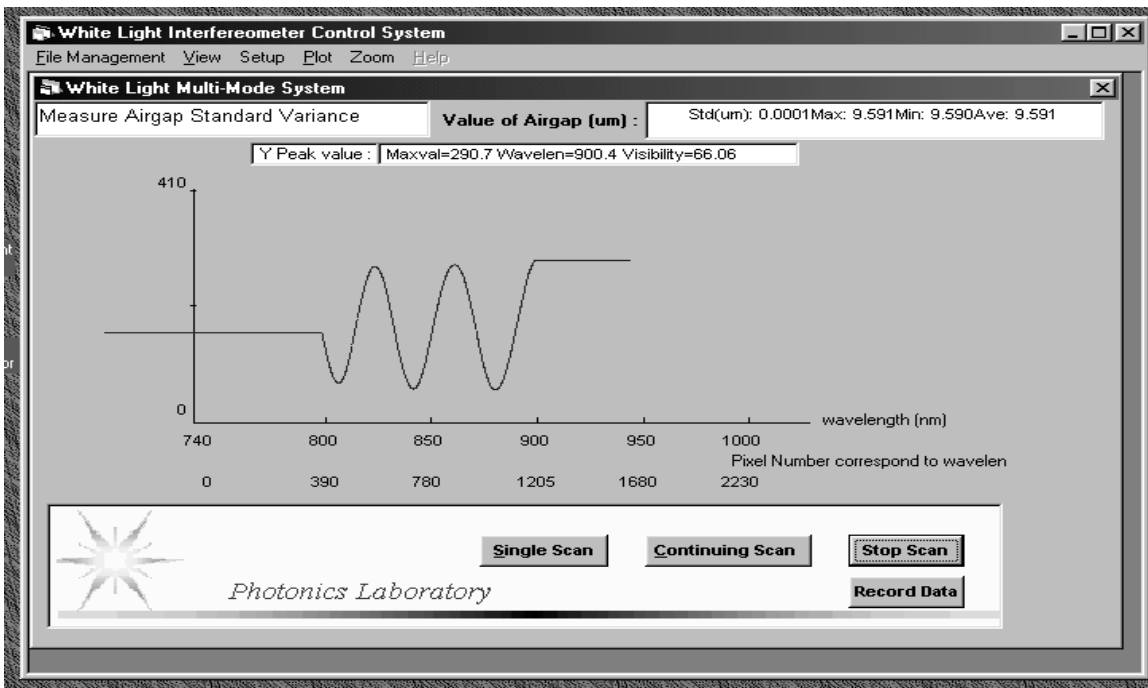 White Light Interfereometer Control System
File Management View Setup Plot Zoom Help
White Light Multi-Mode System
Measure Airgap Standard Variance
Value of Airgap (um) :
Std(um): 0.0001Max: 9.591Min: 9.590Ave: 9.591
Y Peak value :
Maxval=290.7 Wavelen=900.4 Visibility=66.06
410
0
wavelength (nm)
740 800 850 900 950 1000
Pixel Number correspond to wavelen
0 390 780 1205 1680 2230
Single Scan
Continuing Scan
Stop Scan
Photonics Laboratory
Record Data
nt
or